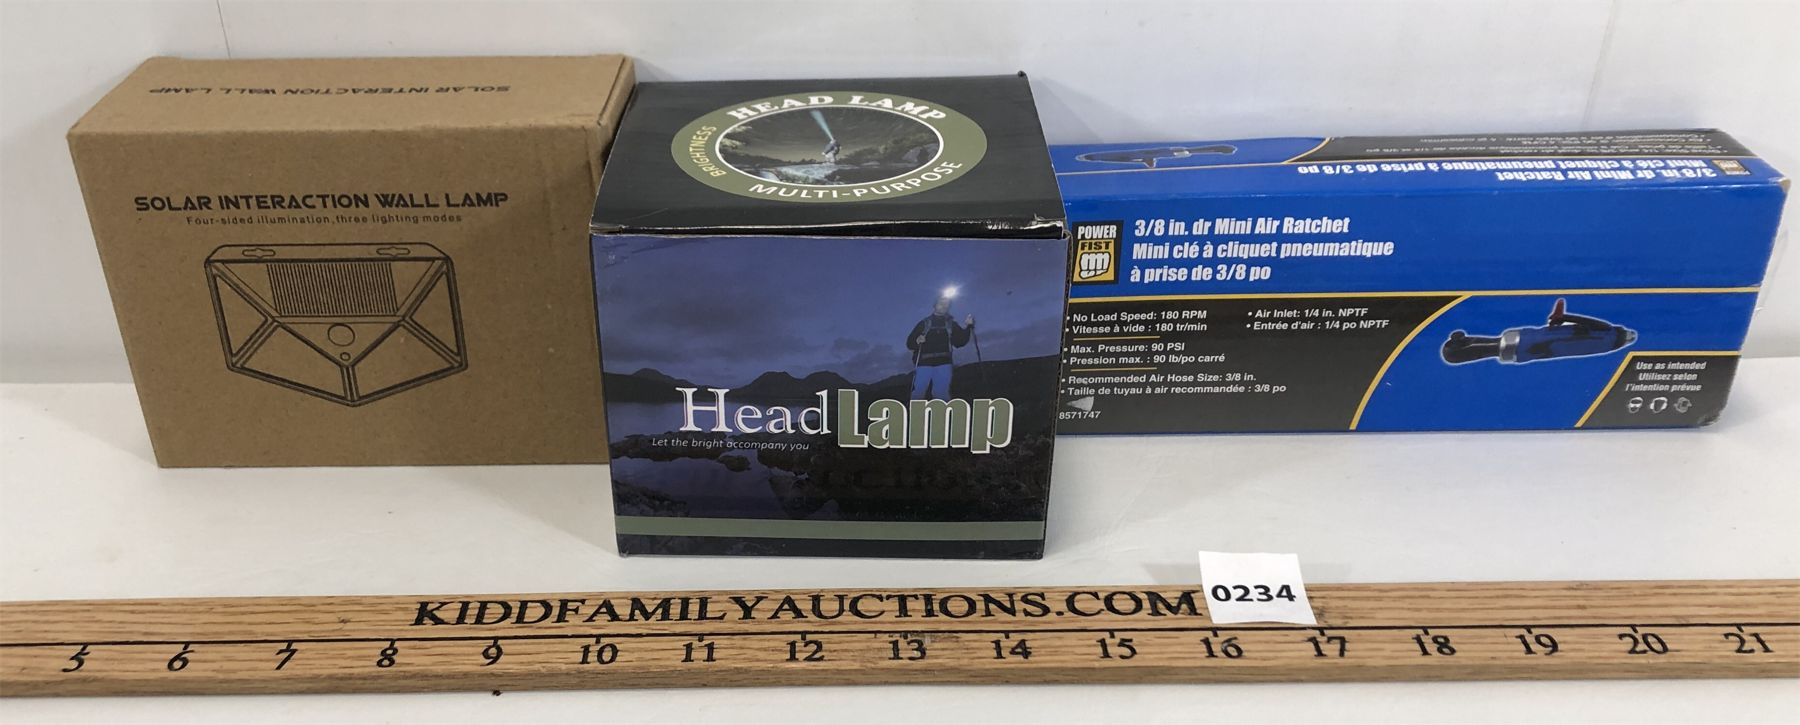 SOLAR INTERACTION WALL LAMP
SOLAR INTERACTION WALL LAMP
Four-sided illumination, three lighting modes
HEAD LAMP
BRIGHTNESS
MULTI-PURPOSE
Head Lamp
Let the bright accompany you
3/8 in. dr Mini Air Ratchet
Mini clé à cliquet pneumatique à prise de 3/8 po
POWER
FIST
3/8 in. dr Mini Air Ratchet
Mini clé à cliquet pneumatique
à prise de 3/8 po
• No Load Speed: 180 RPM
• Vitesse à vide : 180 tr/min
• Max. Pressure: 90 PSI
• Pression max. : 90 lb/po carré
• Recommended Air Hose Size: 3/8 in.
• Taille de tuyau à air recommandée : 3/8 po
• Air Inlet: 1/4 in. NPTF
• Entrée d'air : 1/4 po NPTF
8571747
Use as intended
Utilisez selon
l'intention prévue
KIDDFAMILYAUCTIONS.COM
0234
5 6 7 8 9 10 11 12 13 14 15 16 17 18 19 20 21